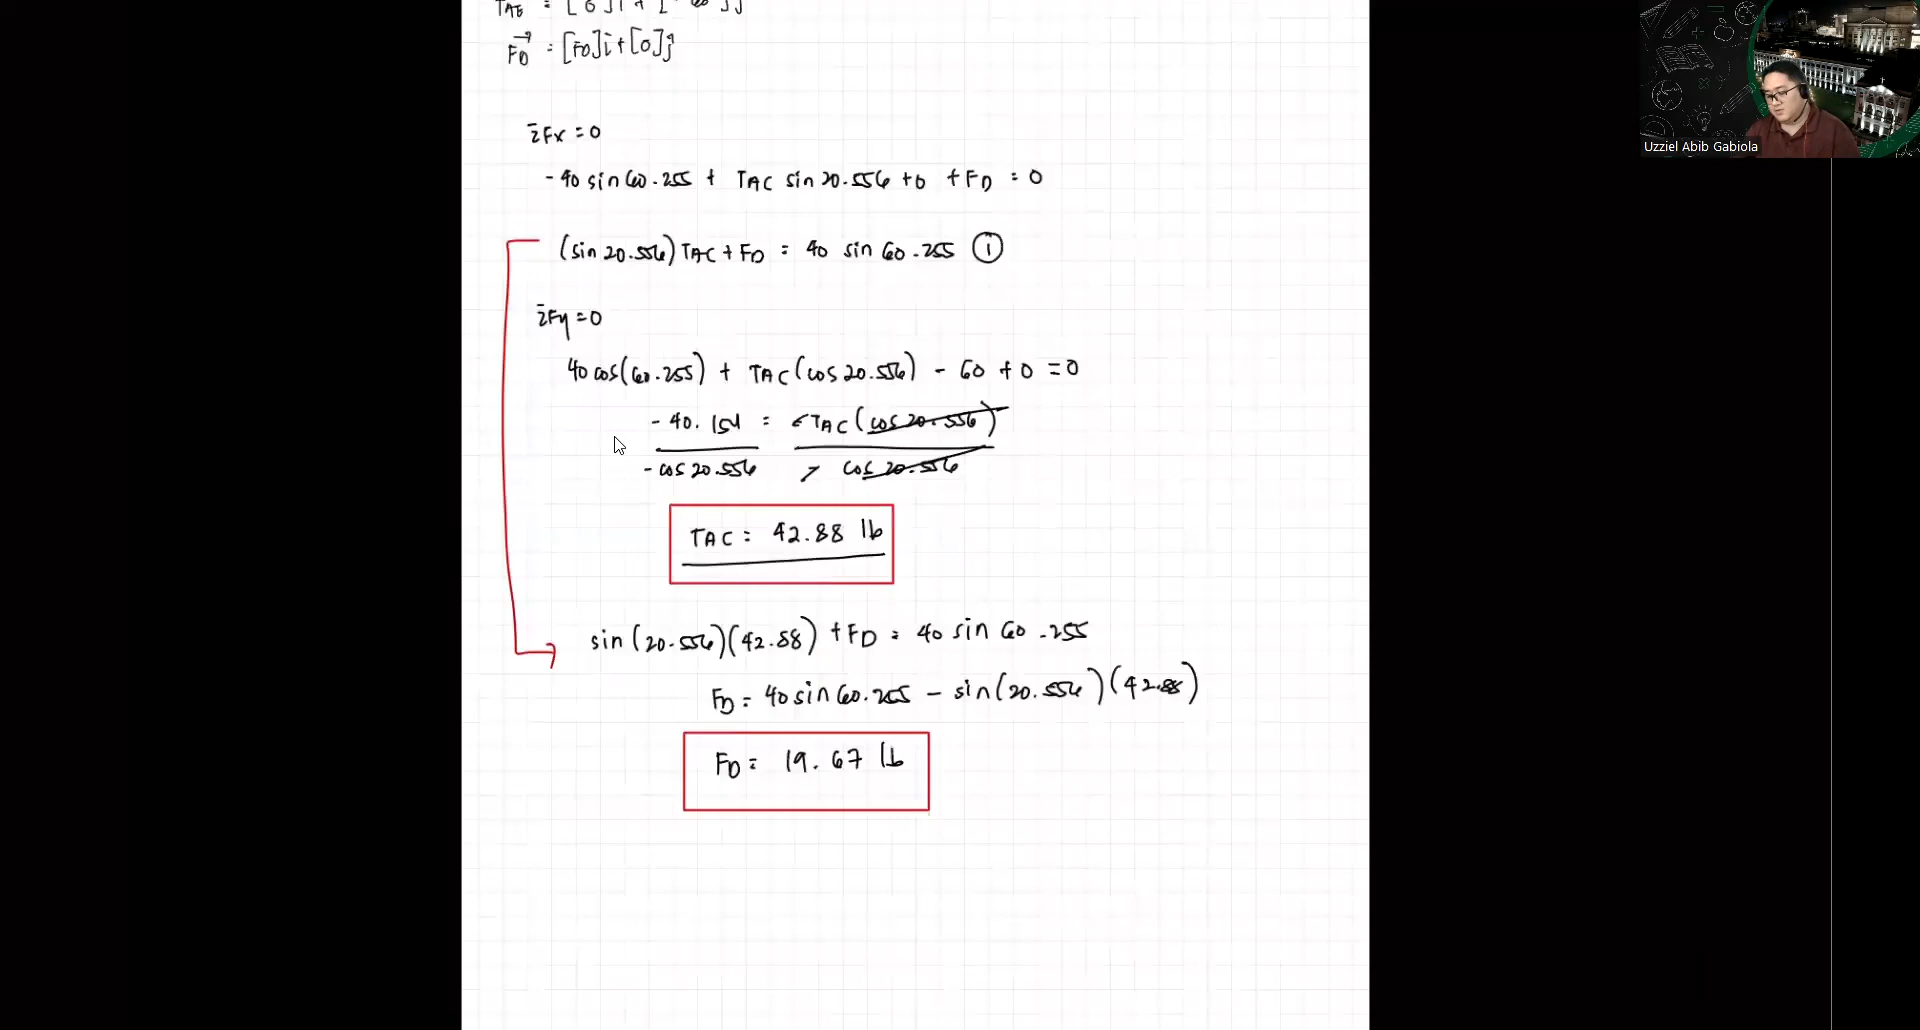 TAE = [0]i + [-60]j
FD = [FD]i + [0]j
Uzziel Abib Gabiola
ΣFx = 0
- 40 sin 60.255 + TAC sin 20.556 + 0 + FD = 0
(sin 20.556) TAC + FD = 40 sin 60.255 ①
ΣFy = 0
40 cos(60.255) + TAC (cos 20.556) - 60 + 0 = 0
- 40.154 = -TAC (cos 20.556)
- cos 20.556 - cos 20.556
TAC = 42.88 lb
sin (20.556)(42.88) + FD = 40 sin 60.255
FD = 40 sin 60.255 - sin (20.556)(42.88)
FD = 19.67 lb